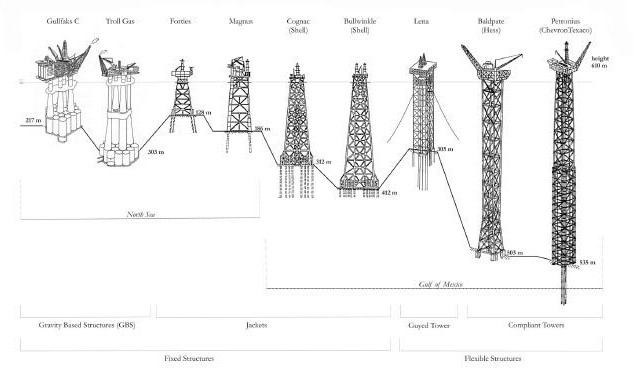 Gullfaks C
Troll Gas
Forties
Magnus
Cognac
(Shell)
Bullwinkle
(Shell)
Lena
Baldpate
(Hess)
Petronius
(ChevronTexaco)
height
610 m
217 m
303 m
128 m
186 m
312 m
412 m
305 m
503 m
535 m
North Sea
Gulf of Mexico
Gravity Based Structures (GBS)
Jackets
Guyed Tower
Compliant Towers
Fixed Structures
Flexible Structures